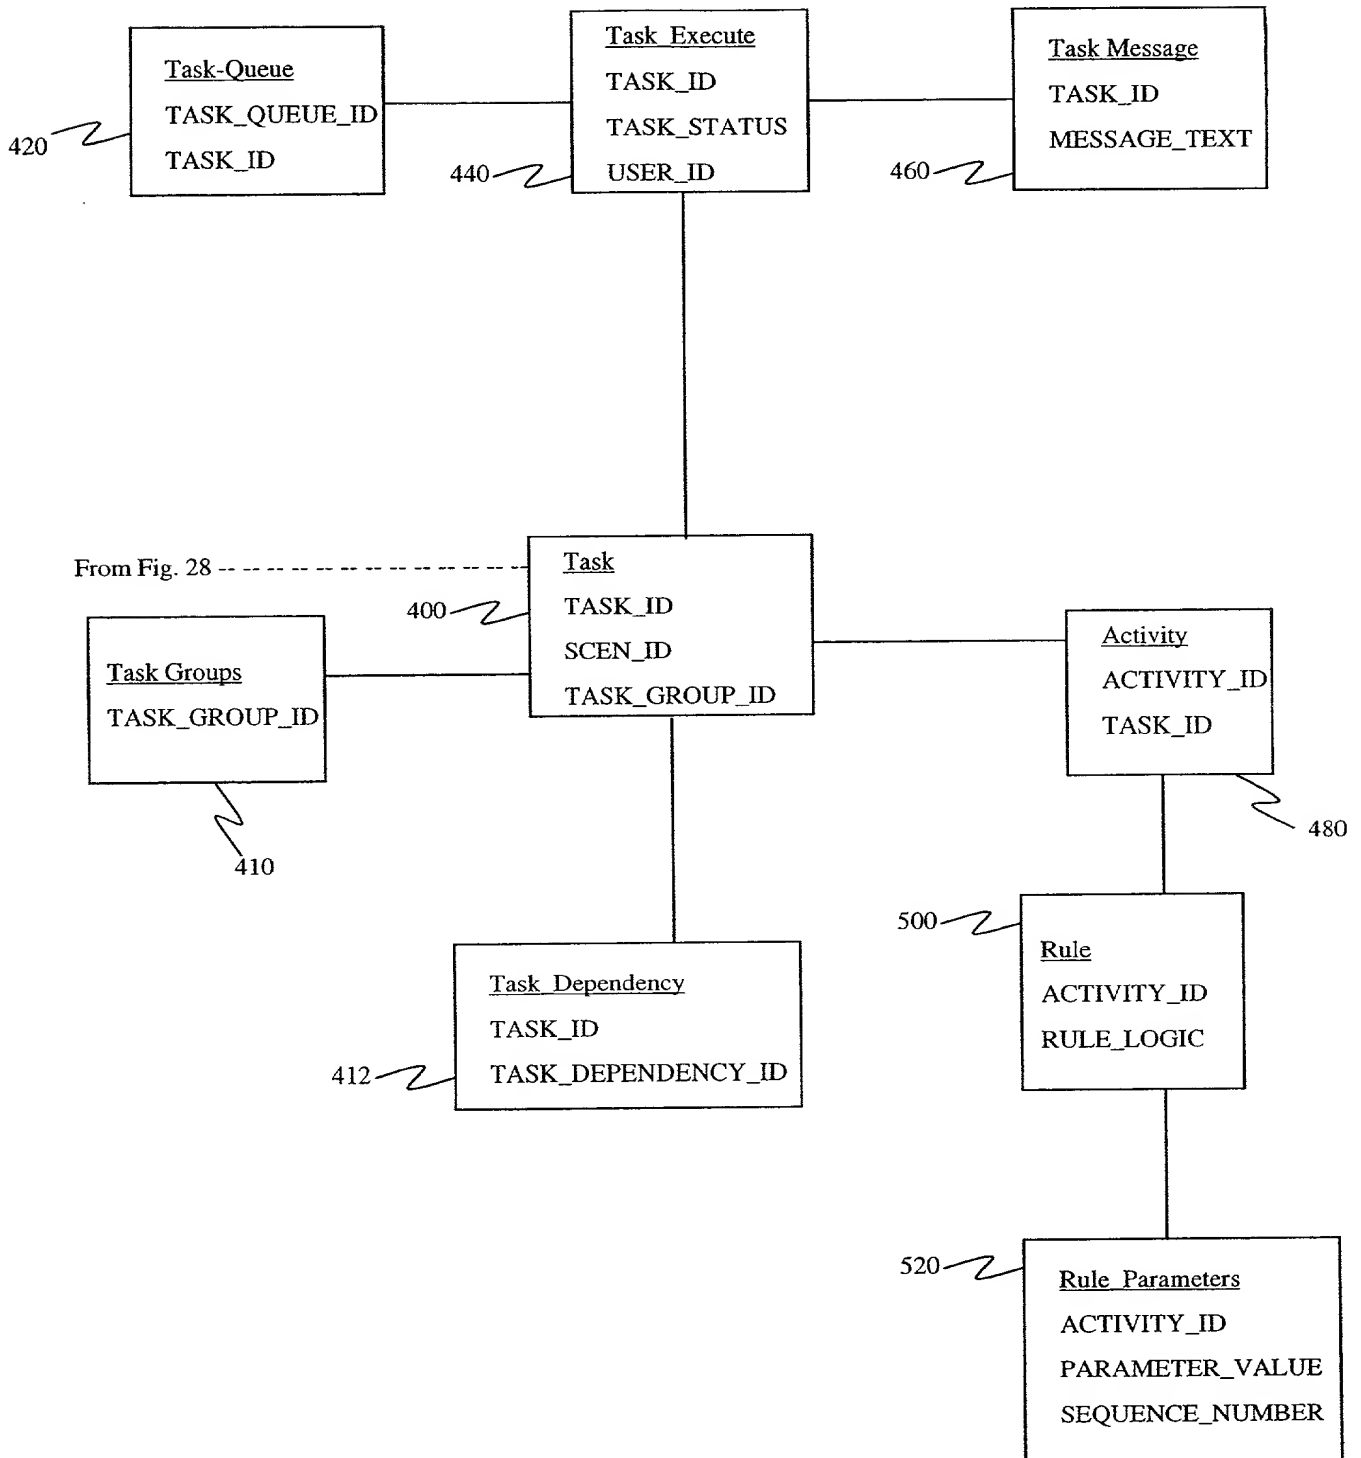 Task-Queue
TASK_QUEUE_ID
TASK_ID
420
Task_Execute
TASK_ID
TASK_STATUS
USER_ID
440
Task Message
TASK_ID
MESSAGE_TEXT
460
From Fig. 28
Task
TASK_ID
SCEN_ID
TASK_GROUP_ID
400
Task Groups
TASK_GROUP_ID
410
Activity
ACTIVITY_ID
TASK_ID
480
Task_Dependency
TASK_ID
TASK_DEPENDENCY_ID
412
500
Rule
ACTIVITY_ID
RULE_LOGIC
520
Rule_Parameters
ACTIVITY_ID
PARAMETER_VALUE
SEQUENCE_NUMBER